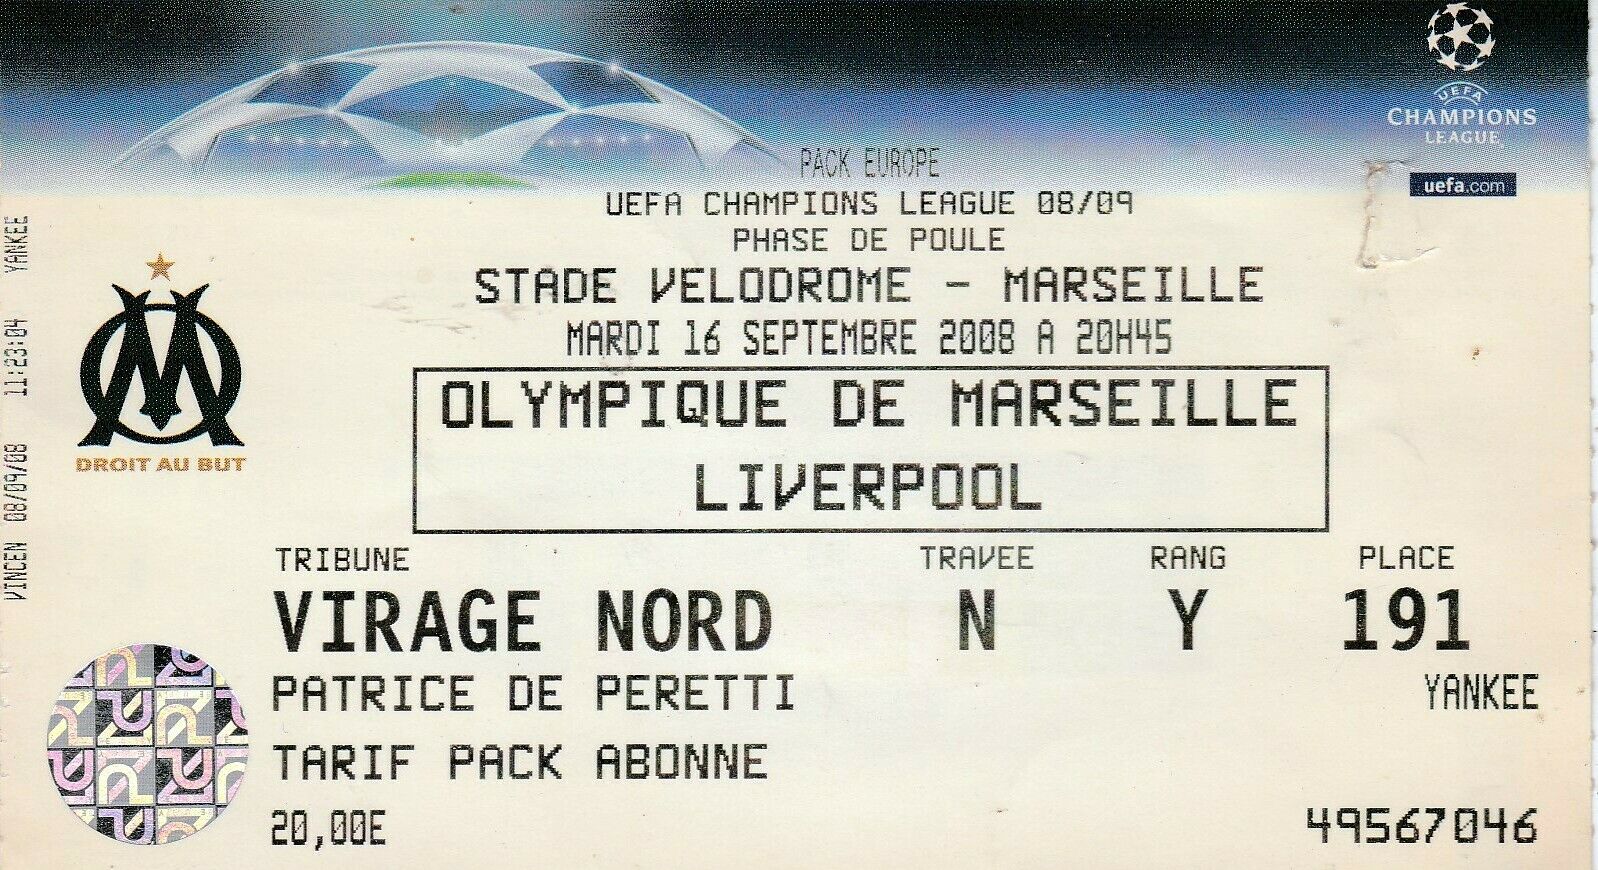 UEFA
CHAMPIONS
LEAGUE
uefa.com
PACK EUROPE
UEFA CHAMPIONS LEAGUE 08/09
PHASE DE POULE
STADE VELODROME - MARSEILLE
MARDI 16 SEPTEMBRE 2008 A 20H45
OLYMPIQUE DE MARSEILLE
LIVERPOOL
DROIT AU BUT
VINCEN 08/09/08 11:23:04 YANKEE
TRIBUNE TRAVEE RANG PLACE
VIRAGE NORD N Y 191
PATRICE DE PERETTI YANKEE
TARIF PACK ABONNE
20,00E 49567046